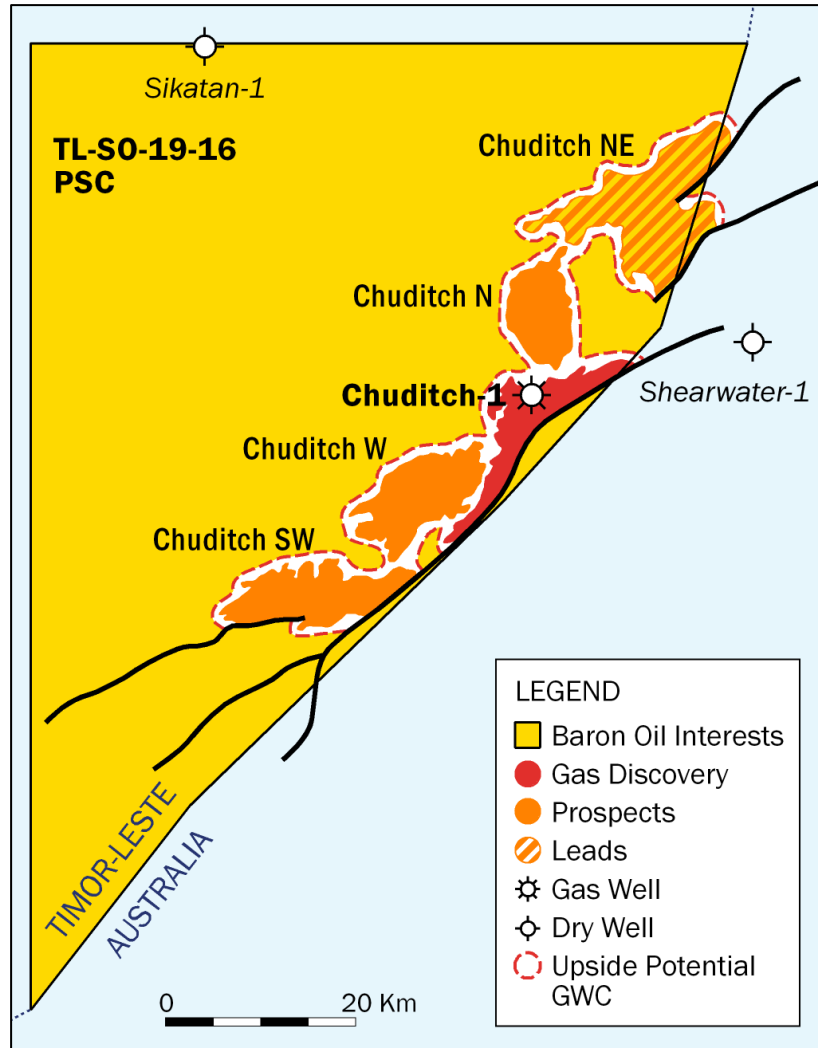 Sikatan-1
TL-SO-19-16
PSC
Chuditch NE
Chuditch N
Chuditch-1
Shearwater-1
Chuditch W
Chuditch SW
LEGEND
Baron Oil Interests
Gas Discovery
Prospects
Leads
Gas Well
Dry Well
Upside Potential
GWC
TIMOR-LESTE
AUSTRALIA
0 20 Km